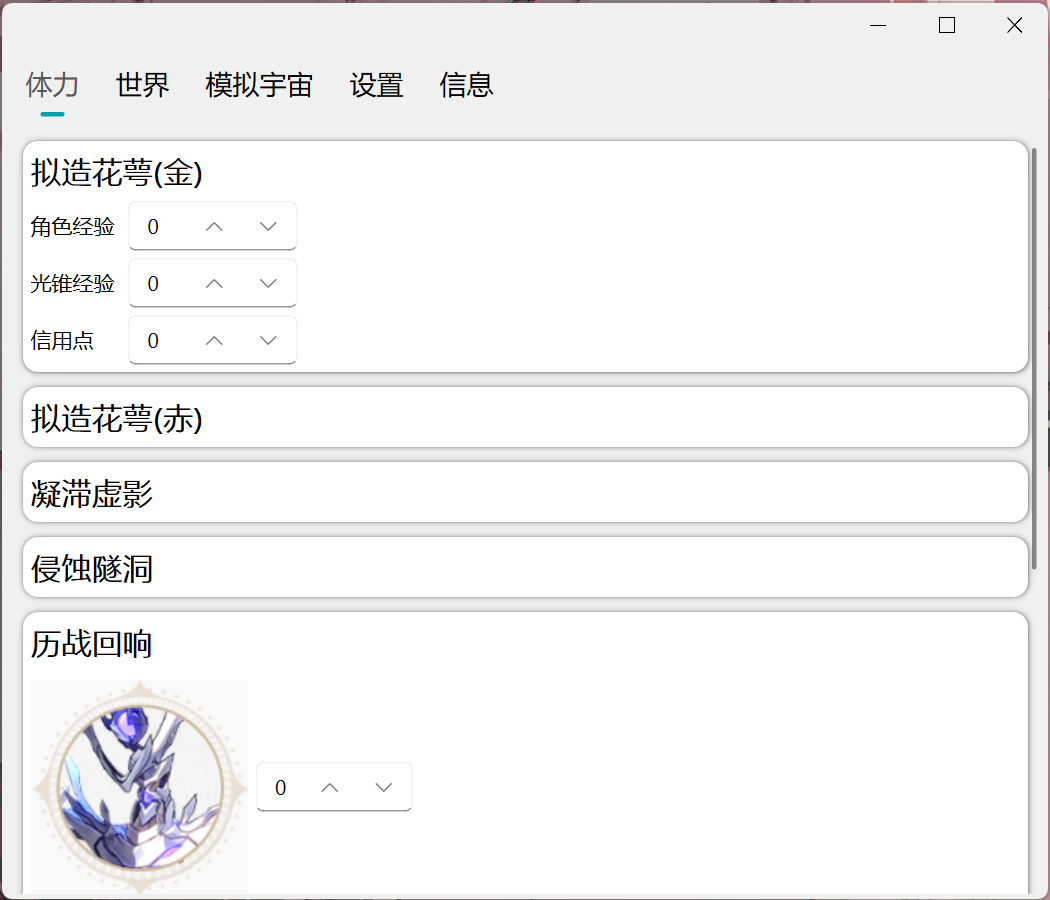 体力 世界 模拟宇宙 设置 信息
拟造花萼(金)
角色经验 0
光锥经验 0
信用点 0
拟造花萼(赤)
凝滞虚影
侵蚀隧洞
历战回响
0